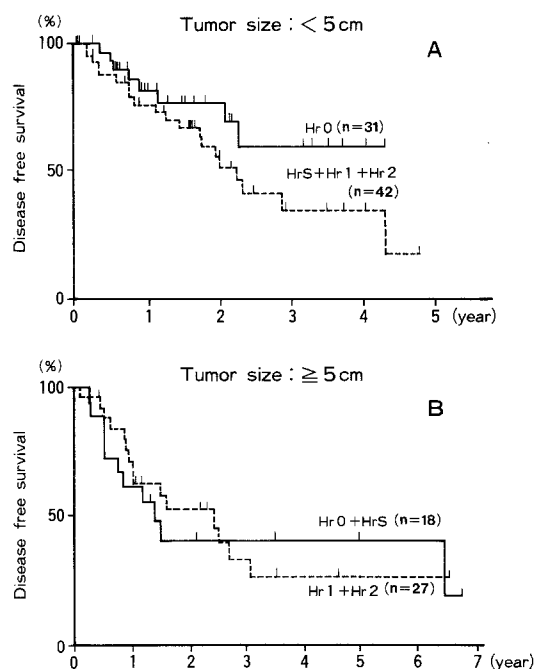 Tumor size : < 5 cm
(%)
100
A
Hr O (n=31)
50
HrS+Hr 1 + Hr 2
(n=42)
Disease free survival
0
0 1 2 3 4 5 (year)
Tumor size : ≧ 5 cm
(%)
100
B
Hr O + HrS (n=18)
50
Hr 1 + Hr 2 (n=27)
Disease free survival
0
0 1 2 3 4 5 6 7 (year)